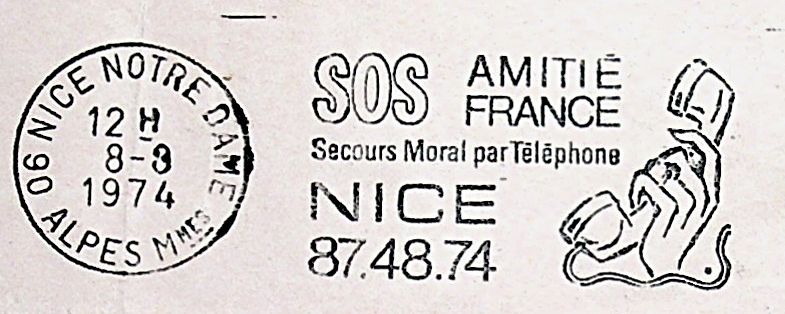 06 NICE NOTRE DAME
ALPES MMES
12 H
8-3
1974
SOS AMITIÉ
FRANCE
Secours Moral par Téléphone
NICE
87.48.74